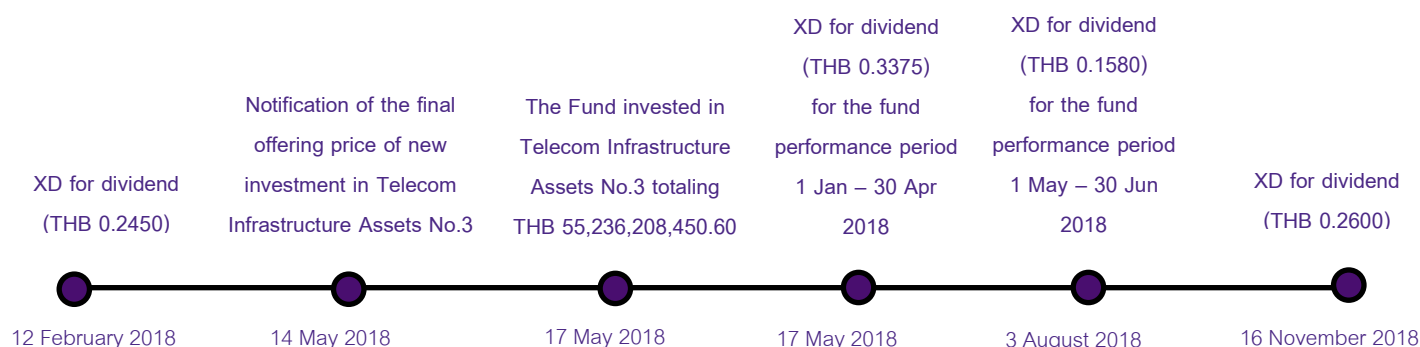 XD for dividend
(THB 0.2450)
12 February 2018
Notification of the final
offering price of new
investment in Telecom
Infrastructure Assets No.3
14 May 2018
The Fund invested in
Telecom Infrastructure
Assets No.3 totaling
THB 55,236,208,450.60
17 May 2018
XD for dividend
(THB 0.3375)
for the fund
performance period
1 Jan – 30 Apr
2018
17 May 2018
XD for dividend
(THB 0.1580)
for the fund
performance period
1 May – 30 Jun
2018
3 August 2018
XD for dividend
(THB 0.2600)
16 November 2018